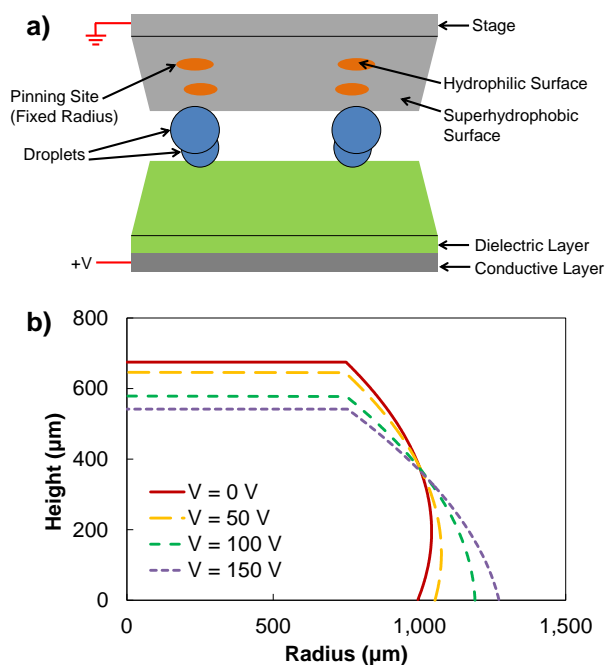 a)
Stage
Hydrophilic Surface
Pinning Site
(Fixed Radius)
Superhydrophobic
Surface
Droplets
Dielectric Layer
+V
Conductive Layer
b)
800
600
400
200
0
Height (µm)
V = 0 V
V = 50 V
V = 100 V
V = 150 V
0
500
1,000
1,500
Radius (µm)